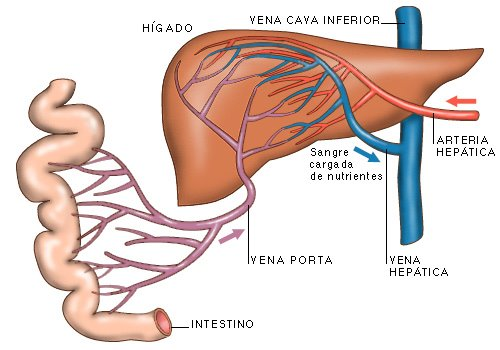 VENA CAVA INFERIOR
HÍGADO
ARTERIA
HEPÁTICA
Sangre
cargada
de nutrientes
VENA PORTA
VENA
HEPÁTICA
INTESTINO